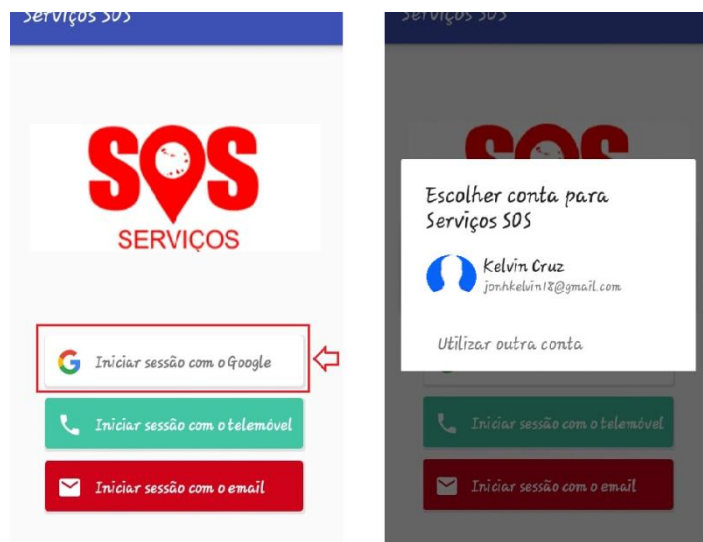 Serviços SOS
SOS
SERVIÇOS
Iniciar sessão com o Google
Iniciar sessão com o telemóvel
Iniciar sessão com o email
Serviços SOS
SOS
Escolher conta para
Serviços SOS
Kelvin Cruz
jonhkelvin18@gmail.com
Utilizar outra conta
Iniciar sessão com o telemóvel
Iniciar sessão com o email